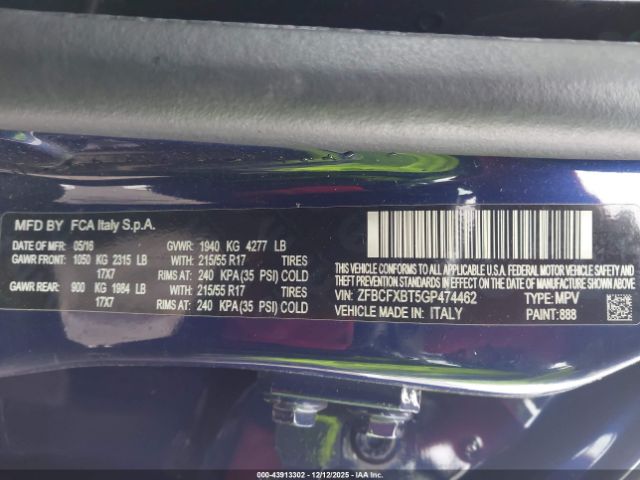 MFD BY FCA Italy S.p.A.
DATE OF MFR: 05/16 GVWR: 1940 KG 4277 LB
GAWR FRONT: 1050 KG 2315 LB WITH: 215/55 R17 TIRES
17X7 RIMS AT: 240 KPA (35 PSI) COLD
GAWR REAR: 900 KG 1984 LB WITH: 215/55 R17 TIRES
17X7 RIMS AT: 240 KPA (35 PSI) COLD
THIS VEHICLE CONFORMS TO ALL APPLICABLE FEDERAL MOTOR VEHICLE SAFETY
AND THEFT PREVENTION STANDARDS IN EFFECT ON THE DATE OF MANUFACTURE SHOWN ABOVE.
VIN: ZFBCFXBT5GP474462 TYPE: MPV
VEHICLE MADE IN: ITALY PAINT: 888
000-43913302 - 12/12/2025 - IAAI.com